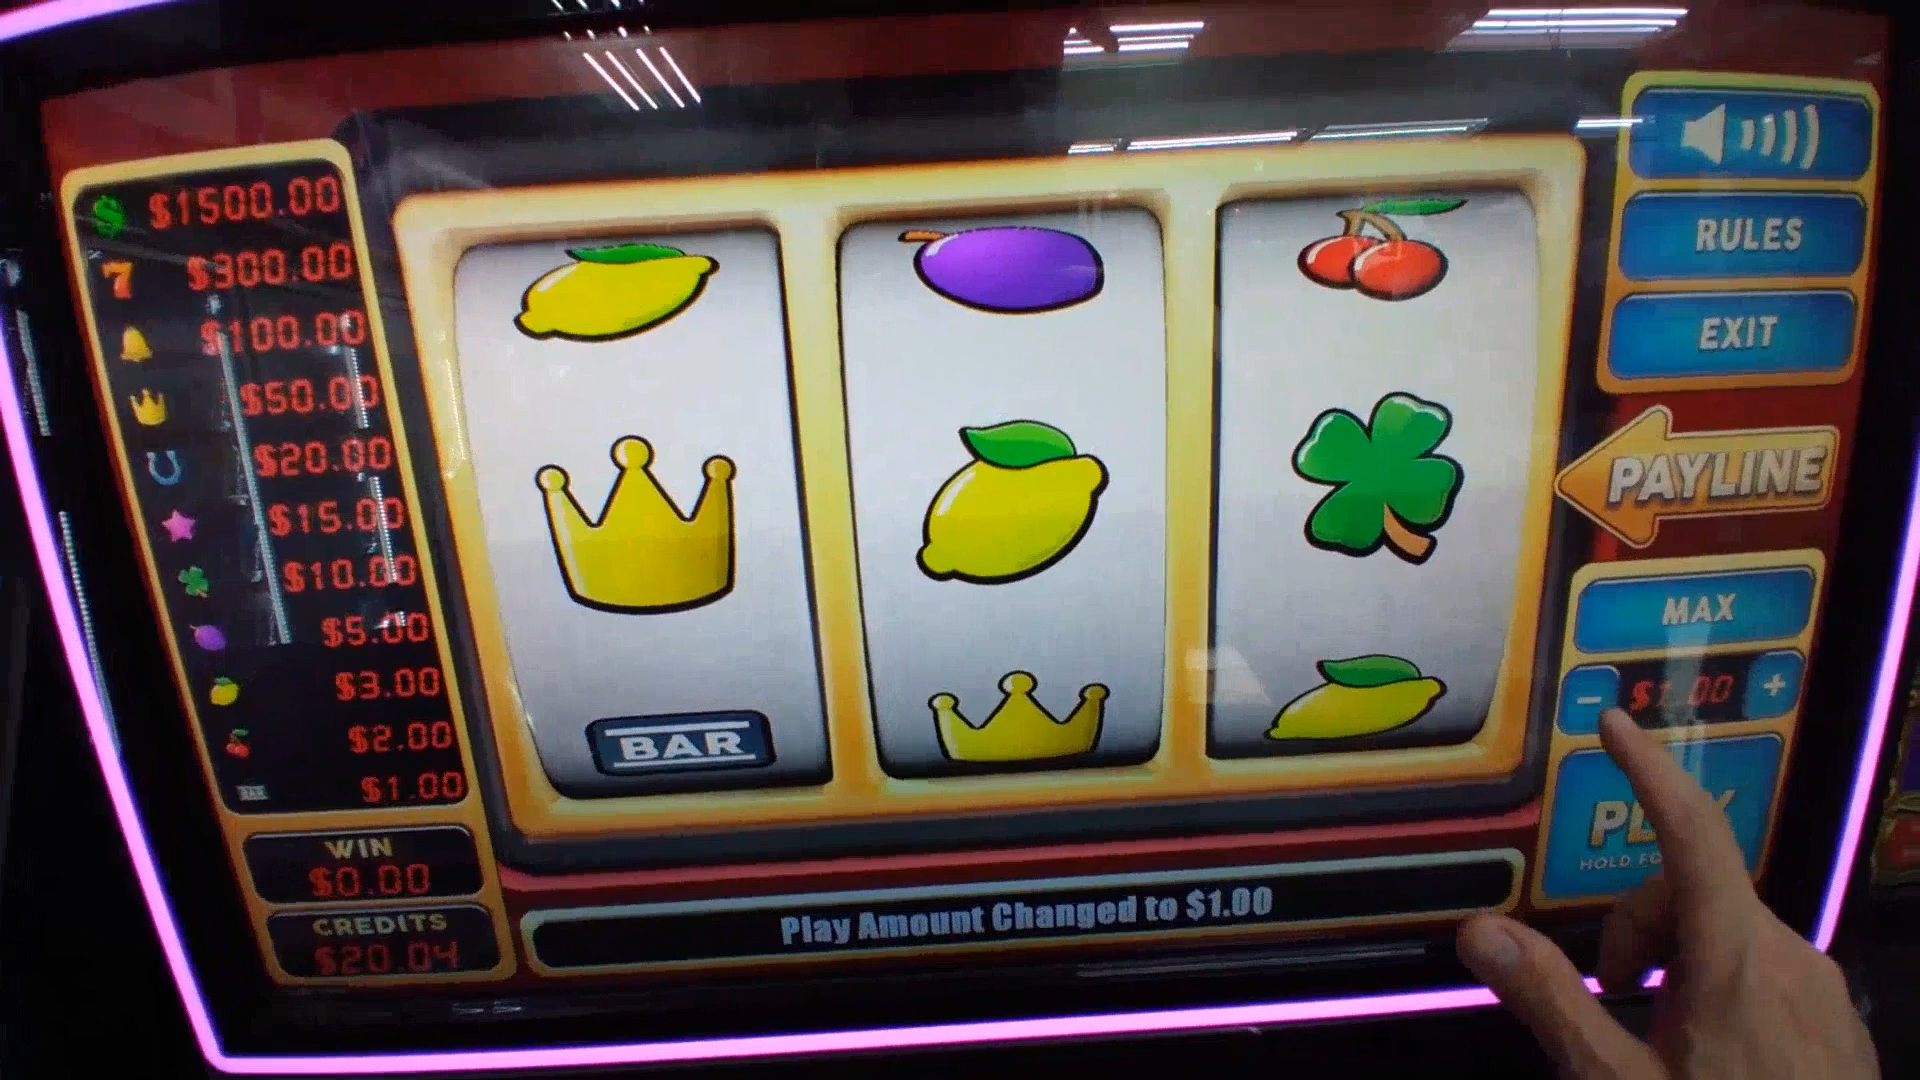 $1500.00
7 $300.00
$100.00
$50.00
$20.00
$15.00
$10.00
$5.00
$3.00
$2.00
BAR $1.00
WIN
$0.00
CREDITS
$20.04
BAR
Play Amount Changed to $1.00
RULES
EXIT
PAYLINE
MAX
- $1.00 +
HOLD